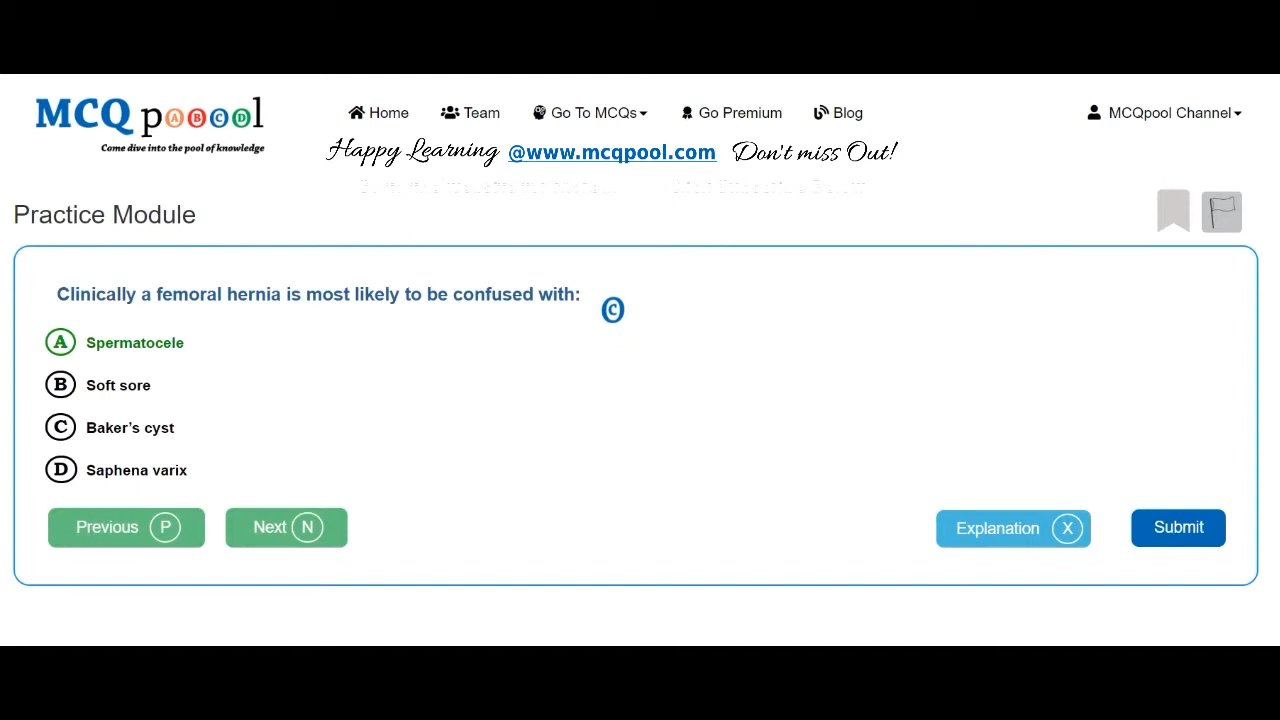 MCQ pABCDl
Come dive into the pool of knowledge
Home Team Go To MCQs Go Premium Blog MCQpool Channel
Happy Learning @www.mcqpool.com Don't miss Out!
Practice Module
Clinically a femoral hernia is most likely to be confused with:
C
A Spermatocele
B Soft sore
C Baker’s cyst
D Saphena varix
Previous P Next N Explanation X Submit